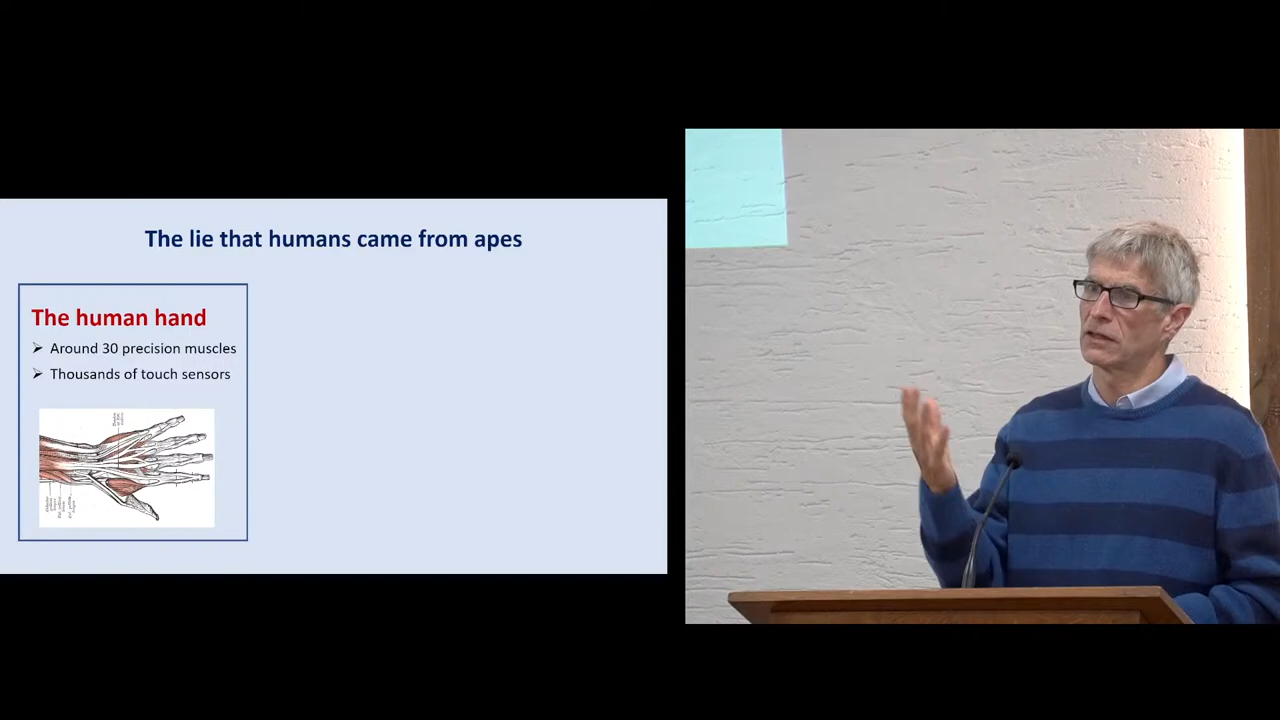 The lie that humans came from apes
The human hand
➢ Around 30 precision muscles
➢ Thousands of touch sensors